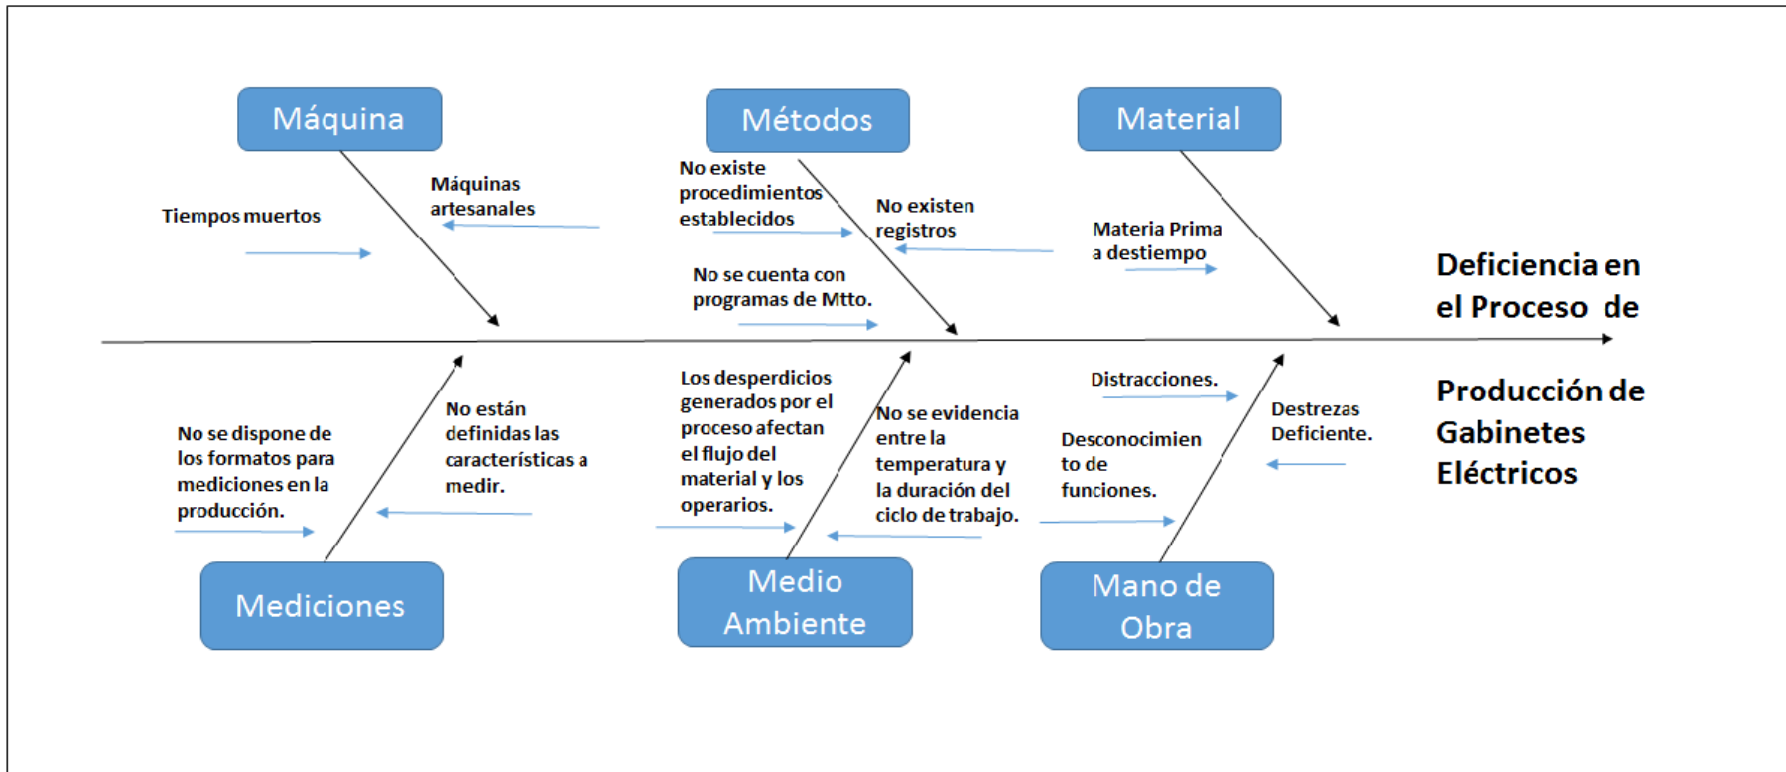 Máquina
Métodos
Material
Tiempos muertos
Máquinas
artesanales
No existe
procedimientos
establecidos
No existen
registros
No se cuenta con
programas de Mtto.
Materia Prima
a destiempo
Deficiencia en
el Proceso de
Producción de
Gabinetes
Eléctricos
No se dispone de
los formatos para
mediciones en la
producción.
No están
definidas las
característicfs a
medir.
Los desperdicios
generados por el
proceso afectan
el flujo del
material y los
operarios.
No se evidencia
entre la
temperatura y
la duración del
ciclo de trabajo.
Distracciones.
Desconocimien
to de
funciones.
Destrezas
Deficiente.
Mediciones
Medio
Ambiente
Mano de
Obra